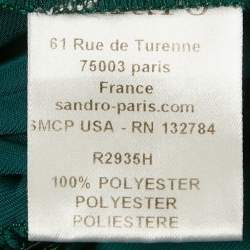 61 Rue de Turenne
75003 paris
France
sandro-paris.com
SMCP USA - RN 132784
R2935H
100% POLYESTER
POLYESTER
POLIESTERE